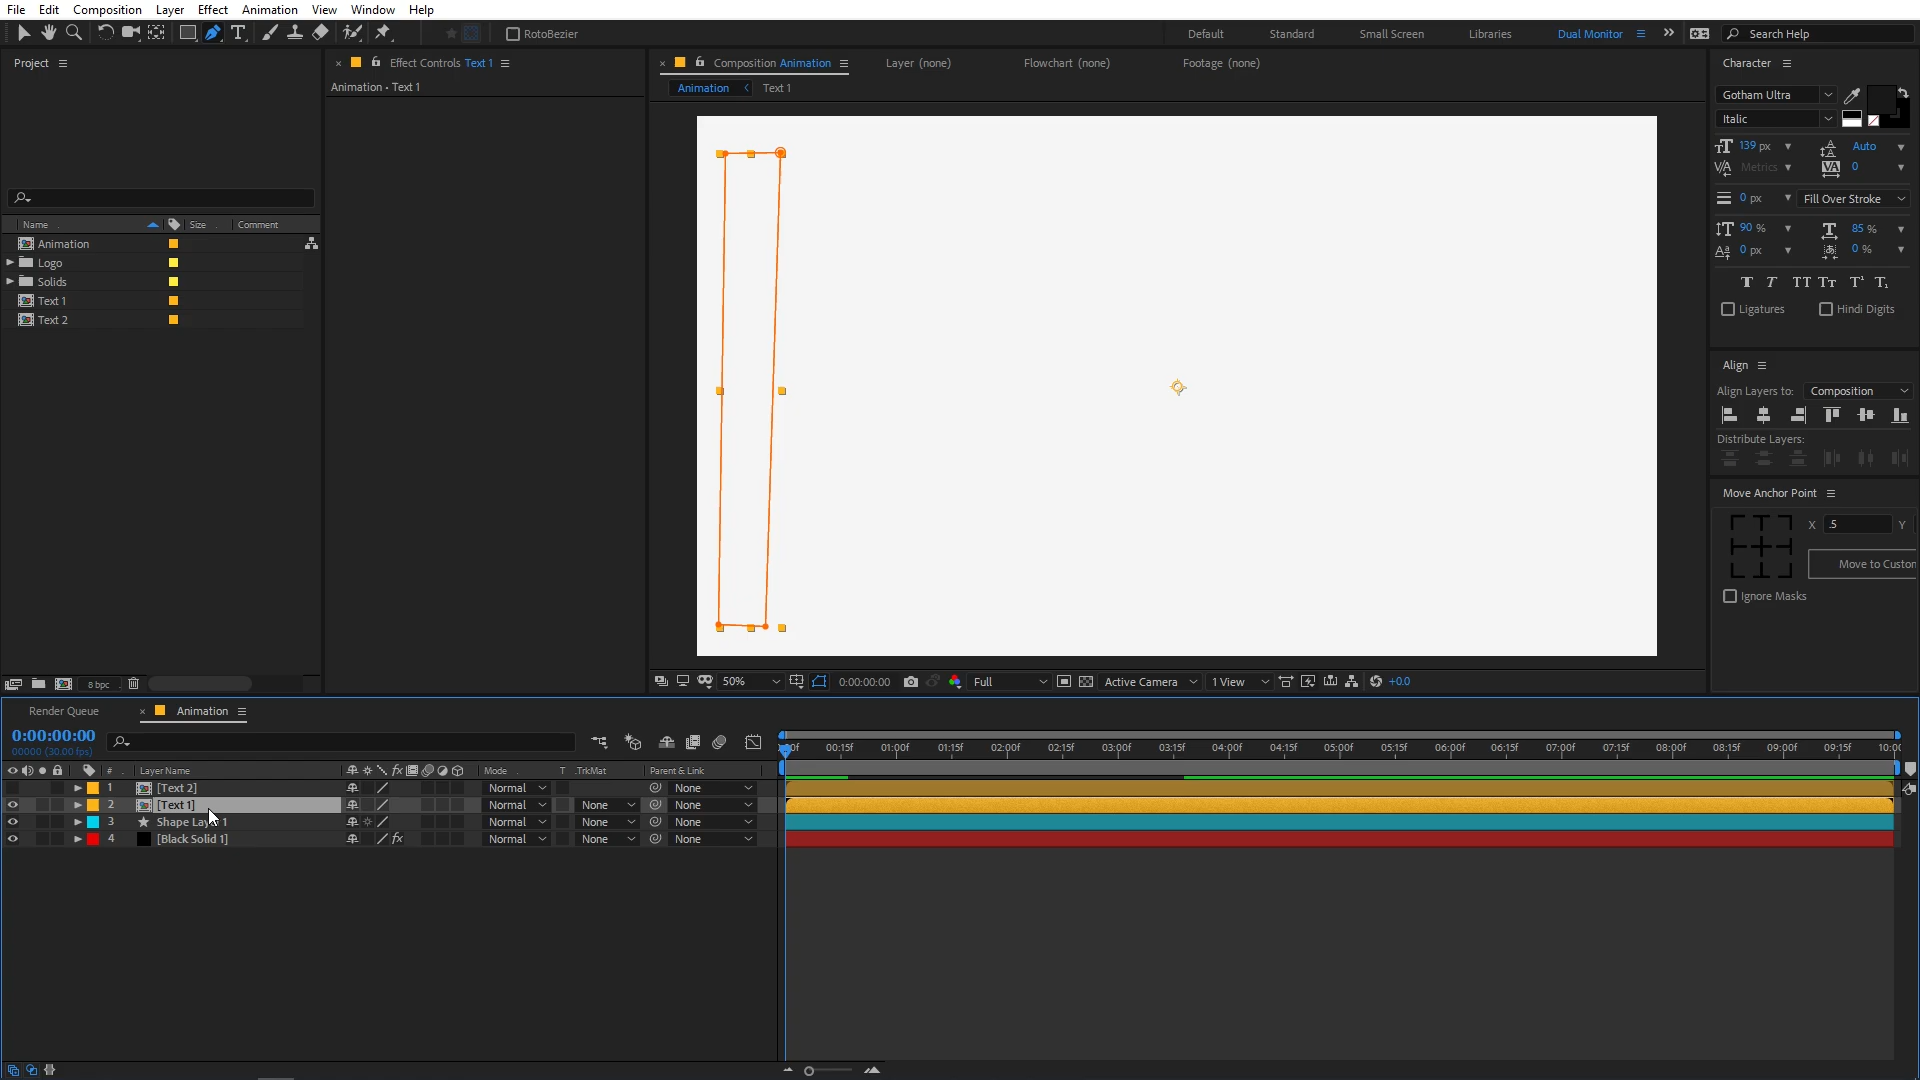 File Edit Composition Layer Effect Animation View Window Help
RotoBezier
Default Standard Small Screen Libraries Dual Monitor Search Help
Project
Effect Controls Text 1
Composition Animation Layer (none) Flowchart (none) Footage (none)
Character
Animation • Text 1
Animation Text 1
Gotham Ultra
Italic
139 px Auto
Metrics 0
0 px Fill Over Stroke
90 % 85 %
0 px 0 %
Ligatures Hindi Digits
Name Size Comment
Animation
Logo
Solids
Text 1
Text 2
Align
Align Layers to: Composition
Distribute Layers:
Move Anchor Point
X .5 Y
Move to Custon
Ignore Masks
8 bpc
50% 0:00:00:00 Full Active Camera 1 View +0.0
Render Queue Animation
0:00:00:00
00000 (30.00 fps)
00:15f 01:00f 01:15f 02:00f 02:15f 03:00f 03:15f 04:00f 04:15f 05:00f 05:15f 06:00f 06:15f 07:00f 07:15f 08:00f 08:15f 09:00f 09:15f 10:00
# Layer Name Mode T .TrkMat Parent & Link
1 [Text 2] Normal None
2 [Text 1] Normal None None
3 Shape Lay 1 Normal None None
4 [Black Solid 1] Normal None None